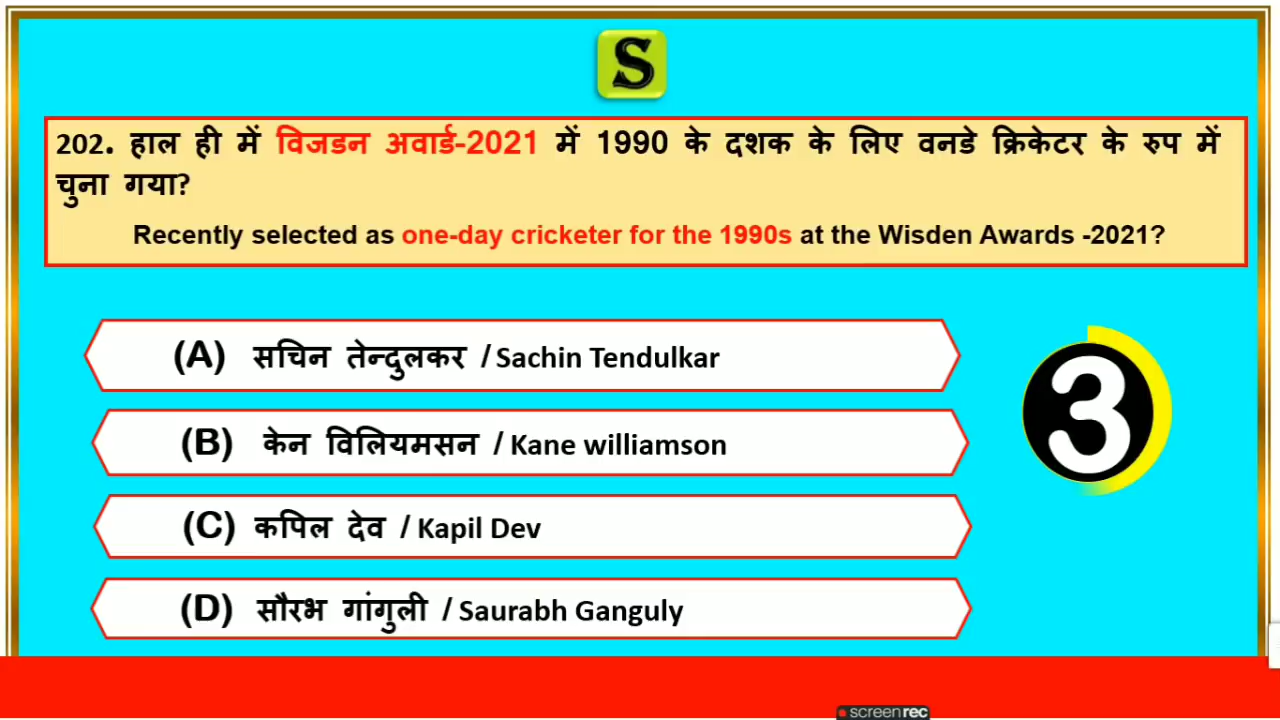 S
202. हाल ही में विजडन अवार्ड-2021 में 1990 के दशक के लिए वनडे क्रिकेटर के रुप में
चुना गया?
Recently selected as one-day cricketer for the 1990s at the Wisden Awards -2021?
(A) सचिन तेन्दुलकर / Sachin Tendulkar
(B) केन विलियमसन / Kane williamson
(C) कपिल देव / Kapil Dev
(D) सौरभ गांगुली / Saurabh Ganguly
3
screenrec